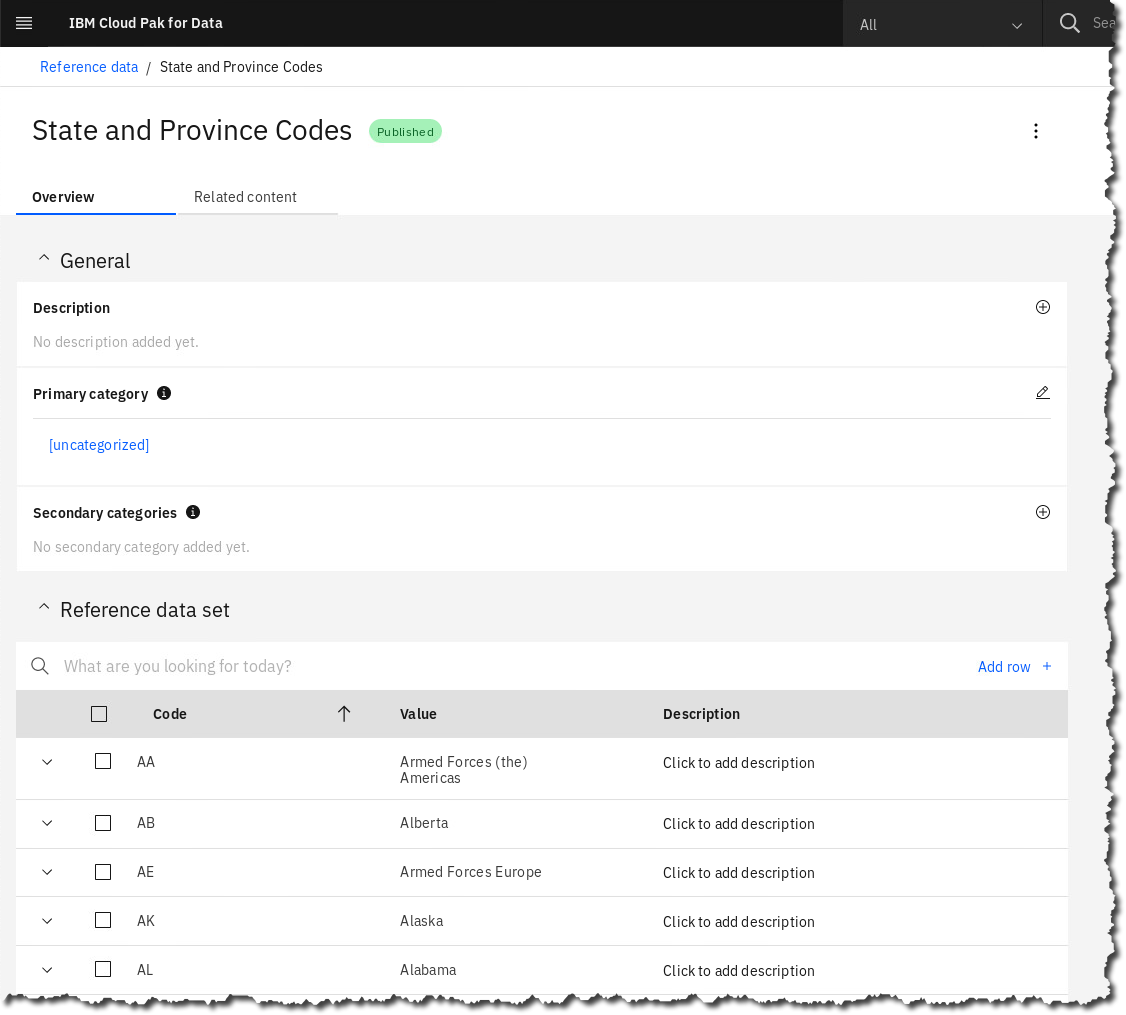 IBM Cloud Pak for Data
All
Sea
Reference data / State and Province Codes
State and Province Codes Published
Overview Related content
General
Description
No description added yet.
Primary category
[uncategorized]
Secondary categories
No secondary category added yet.
Reference data set
What are you looking for today? Add row +
Code Value Description
AA Armed Forces (the) Click to add description
Americas
AB Alberta Click to add description
AE Armed Forces Europe Click to add description
AK Alaska Click to add description
AL Alabama Click to add description